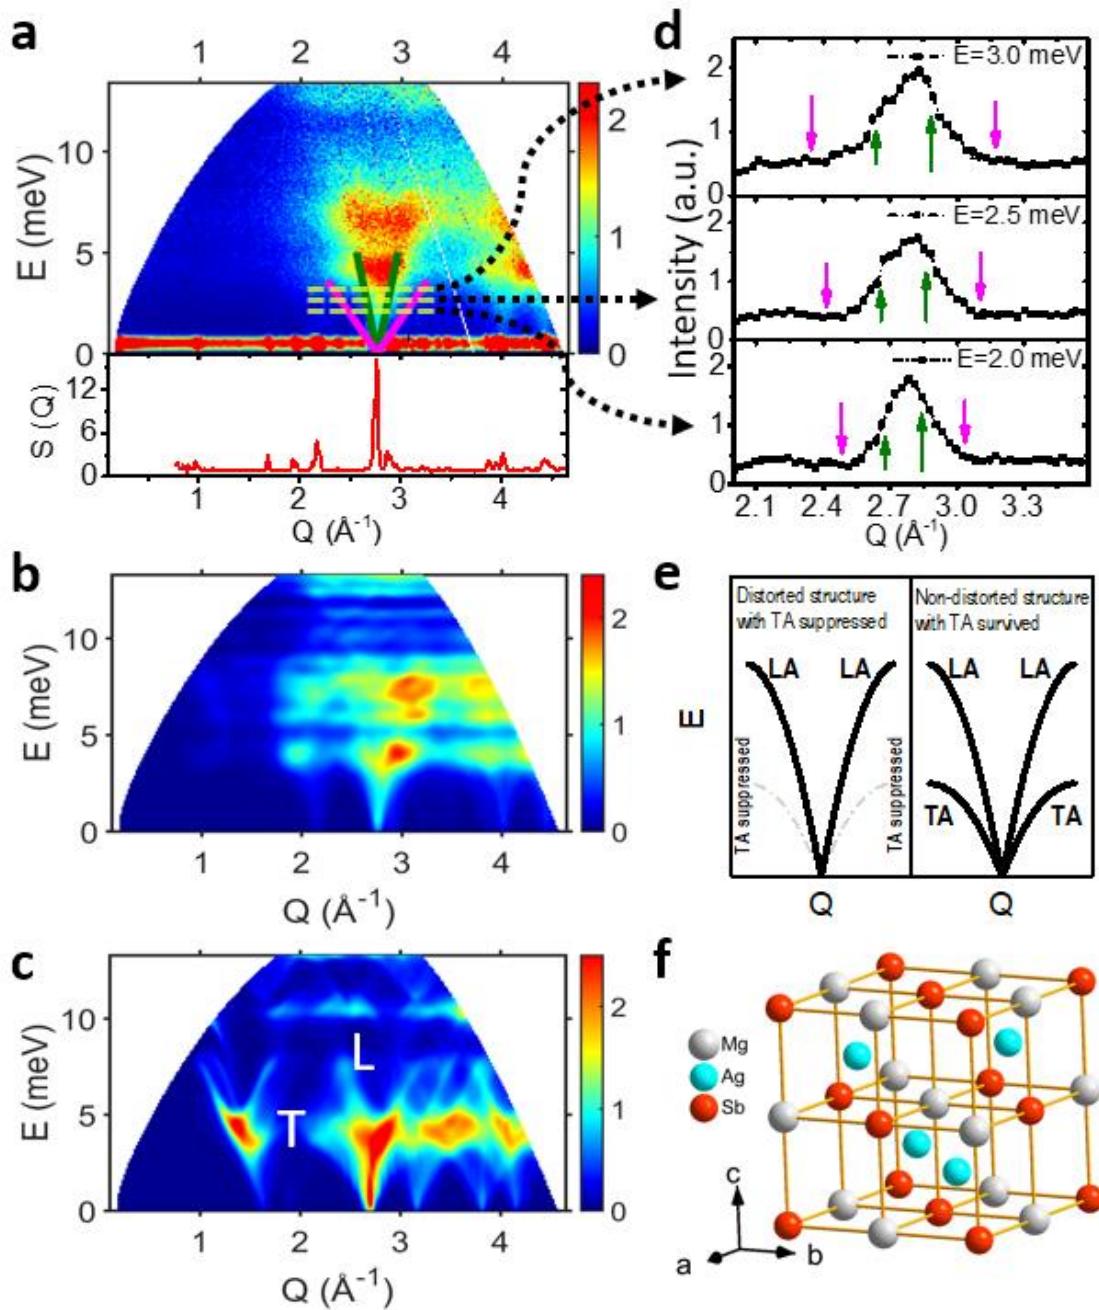 a
1 2 3 4
10
5
0
E (meV)
2
1
0
15
6
0
S (Q)
1 2 3 4
Q (Å⁻¹)
d
E=3.0 meV
2
1
0
E=2.5 meV
2
1
0
E=2.0 meV
2
1
0
Intensity (a.u.)
2.1 2.4 2.7 3.0 3.3
Q (Å⁻¹)
b
10
5
0
E (meV)
2
1
0
1 2 3 4
Q (Å⁻¹)
e
Distorted structure
with TA suppressed
Non-distorted structure
with TA survived
LA LA
LA LA
E
TA suppressed
TA suppressed
TA TA
Q Q
c
10
5
0
E (meV)
L
T
2
1
0
1 2 3 4
Q (Å⁻¹)
f
Mg
Ag
Sb
c
a b